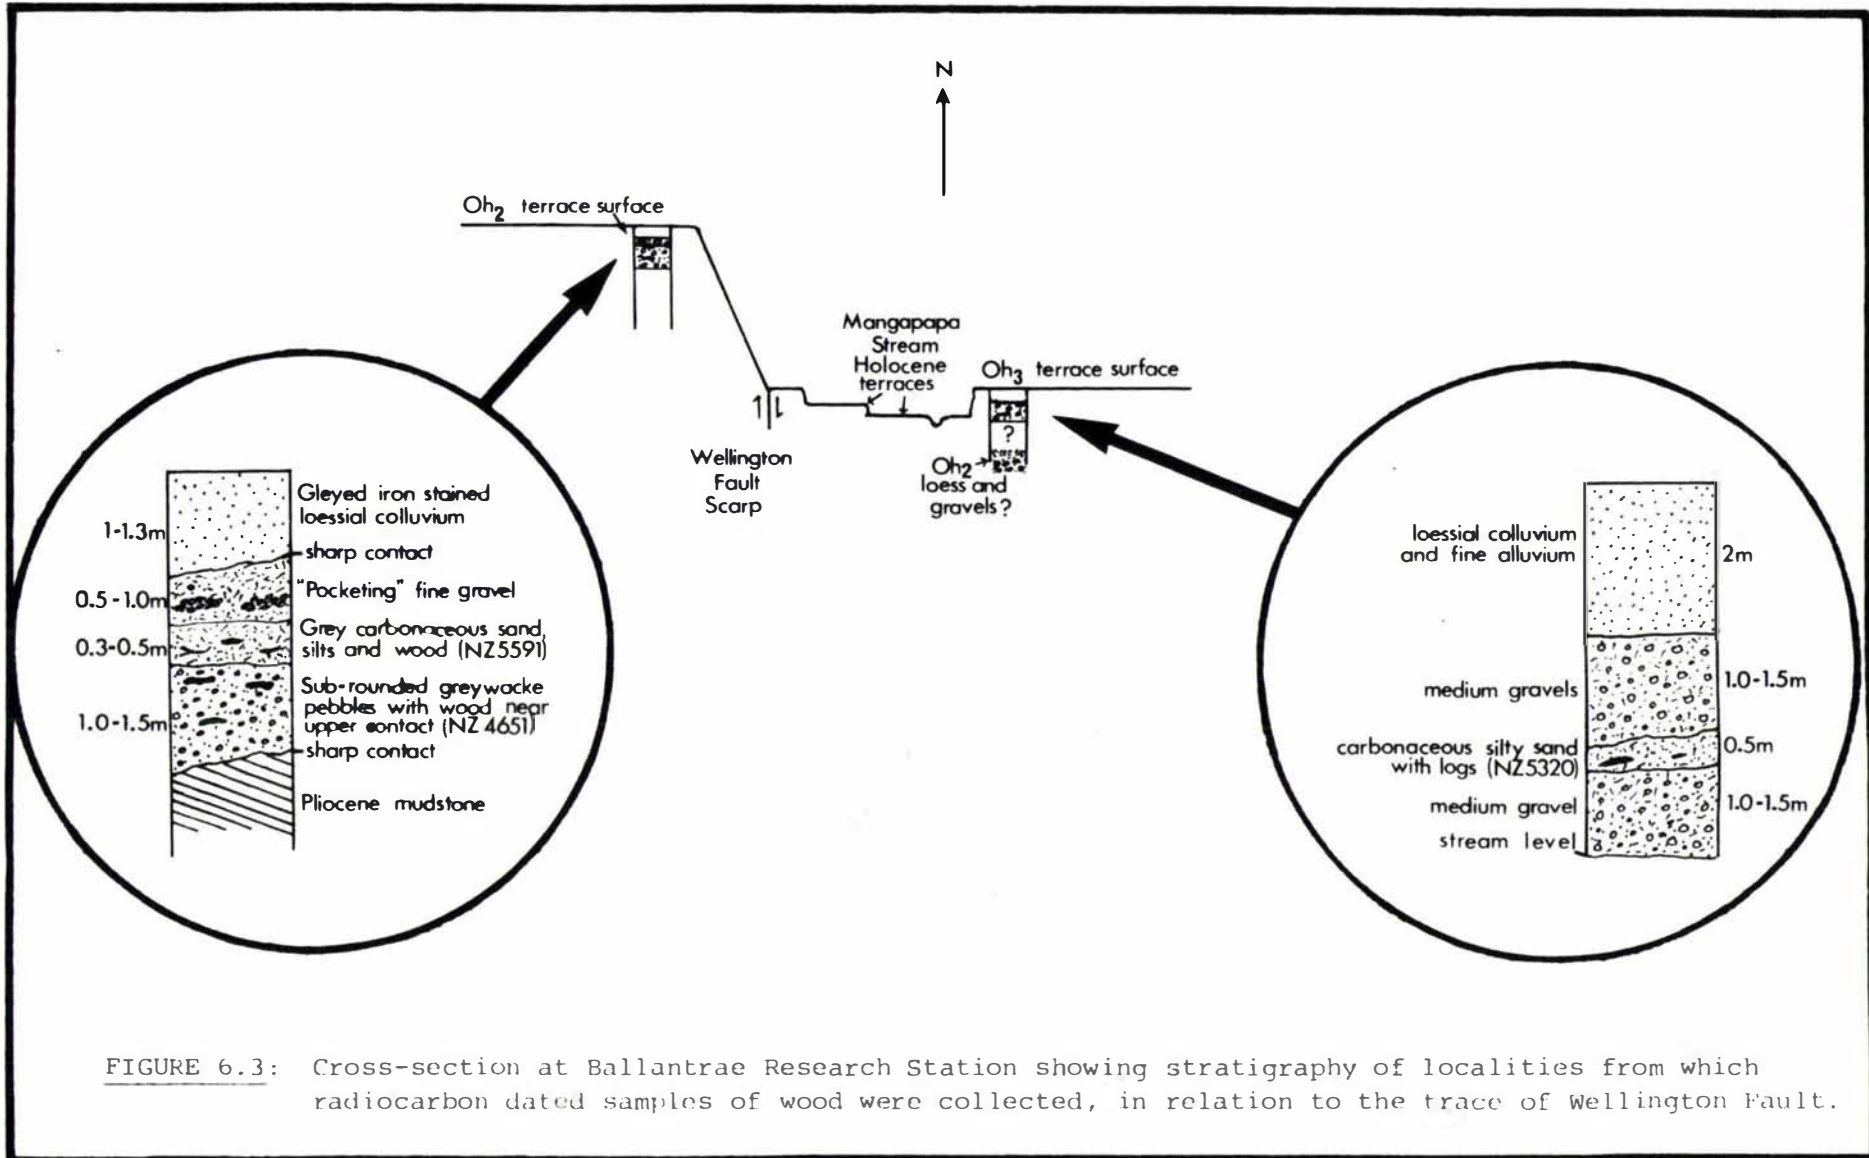 N
Oh2 terrace surface
Mangapapa
Stream
Holocene
terraces
Oh3 terrace surface
?
Oh2
loess and
gravels?
Wellington
Fault
Scarp
1-1.3m
Gleyed iron stained
loessial colluvium
sharp contact
0.5-1.0m
"Pocketing" fine gravel
0.3-0.5m
Grey carbonaceous sand,
silts and wood (NZ5591)
1.0-1.5m
Sub-rounded greywacke
pebbles with wood near
upper contact (NZ 4651)
sharp contact
Pliocene mudstone
loessial colluvium
and fine alluvium
2m
medium gravels
1.0-1.5m
carbonaceous silty sand
with logs (NZ5320)
0.5m
medium gravel
1.0-1.5m
stream level
FIGURE 6.3: Cross-section at Ballantrae Research Station showing stratigraphy of localities from which
radiocarbon dated samples of wood were collected, in relation to the trace of Wellington Fault.